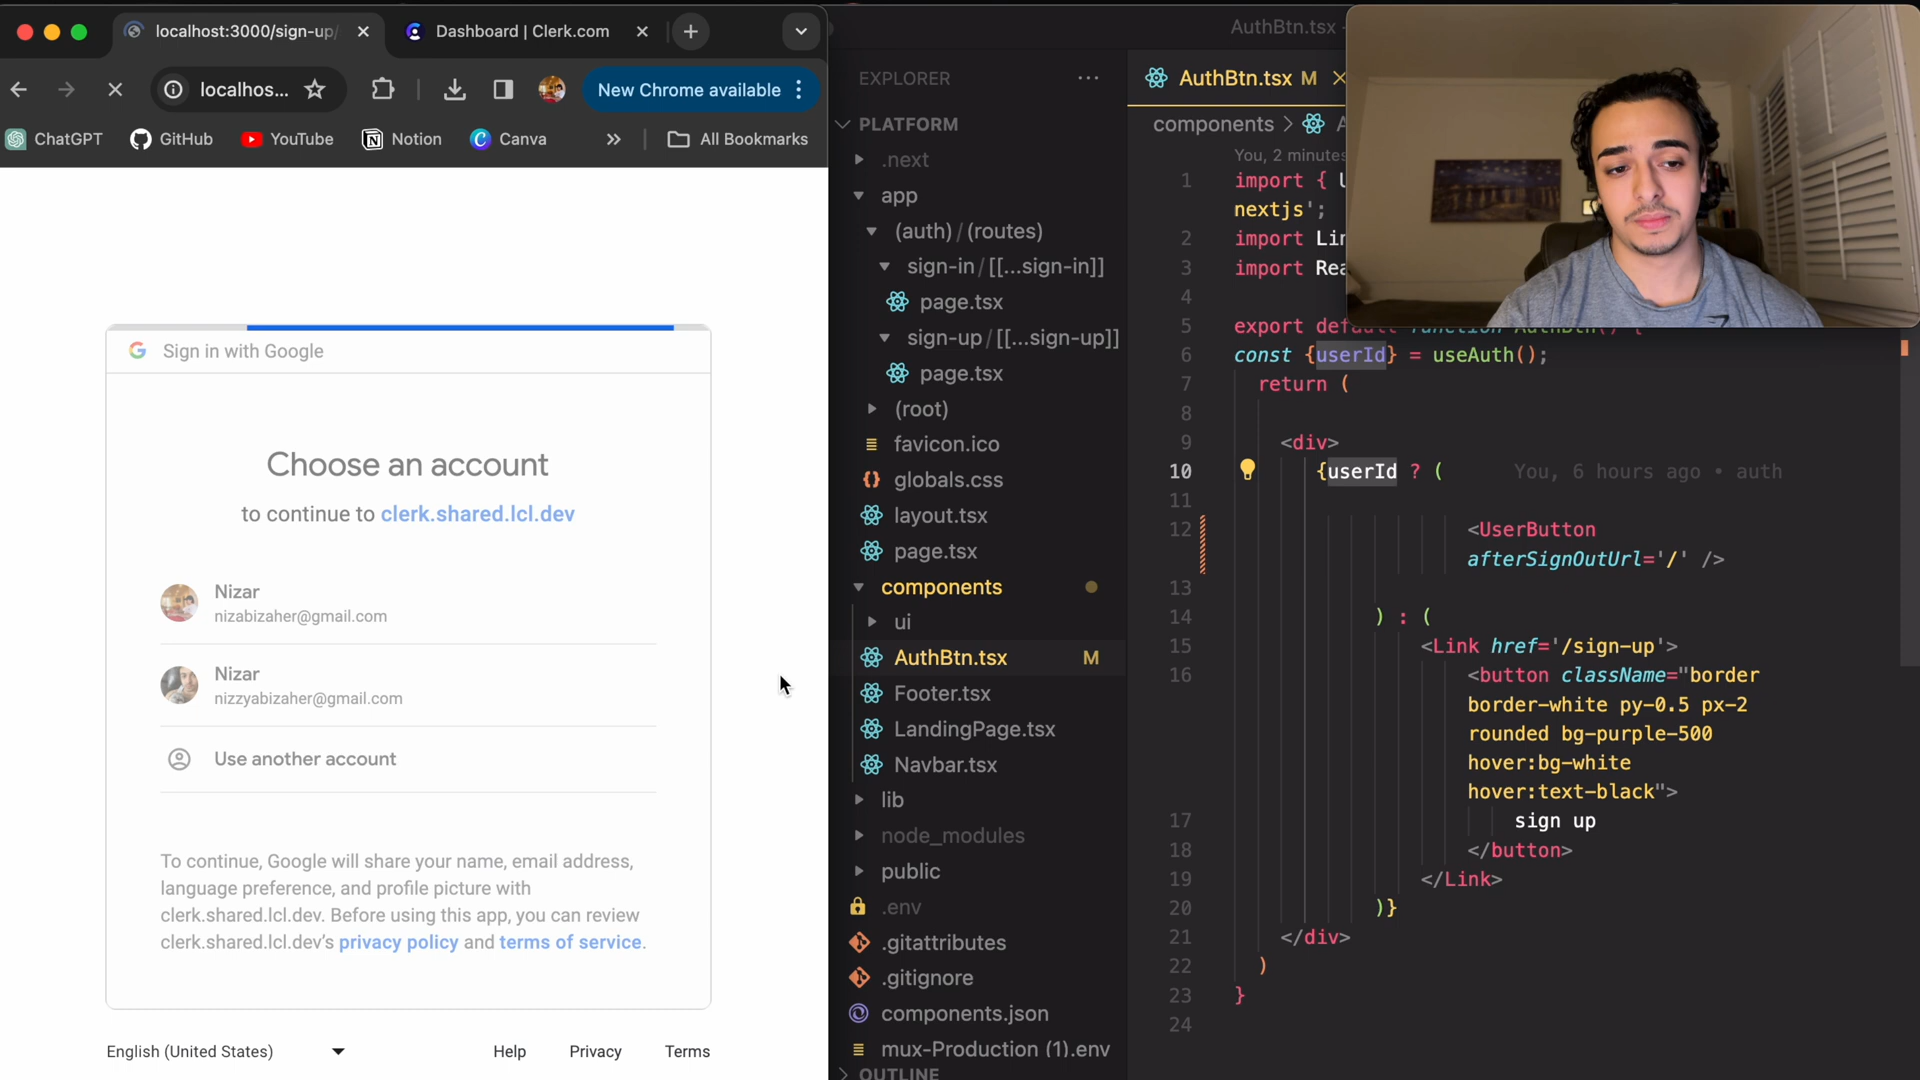 localhost:3000/sign-up/
Dashboard | Clerk.com
localhos...
New Chrome available
ChatGPT
GitHub
YouTube
Notion
Canva
All Bookmarks
Sign in with Google
Choose an account
to continue to clerk.shared.lcl.dev
Nizar
nizabizaher@gmail.com
Nizar
nizzyabizaher@gmail.com
Use another account
To continue, Google will share your name, email address,
language preference, and profile picture with
clerk.shared.lcl.dev. Before using this app, you can review
clerk.shared.lcl.dev’s privacy policy and terms of service.
English (United States)
Help
Privacy
Terms
EXPLORER
PLATFORM
.next
app
(auth) / (routes)
sign-in / [[...sign-in]]
page.tsx
sign-up / [[...sign-up]]
page.tsx
(root)
favicon.ico
globals.css
layout.tsx
page.tsx
components
ui
AuthBtn.tsx M
Footer.tsx
LandingPage.tsx
Navbar.tsx
lib
node_modules
public
.env
.gitattributes
.gitignore
components.json
mux-Production (1).env
OUTLINE
AuthBtn.tsx -
AuthBtn.tsx M
components >
You, 2 minutes
1 import { U
nextjs';
2 import Lin
3 import Rea
4
5 export default function AuthBtn() {
6 const {userId} = useAuth();
7 return (
8
9 <div>
10 {userId ? ( You, 6 hours ago • auth
11
12 <UserButton
afterSignOutUrl='/' />
13
14 ) : (
15 <Link href='/sign-up'>
16 <button className="border
border-white py-0.5 px-2
rounded bg-purple-500
hover:bg-white
hover:text-black">
17 sign up
18 </button>
19 </Link>
20 )}
21 </div>
22 )
23 }
24